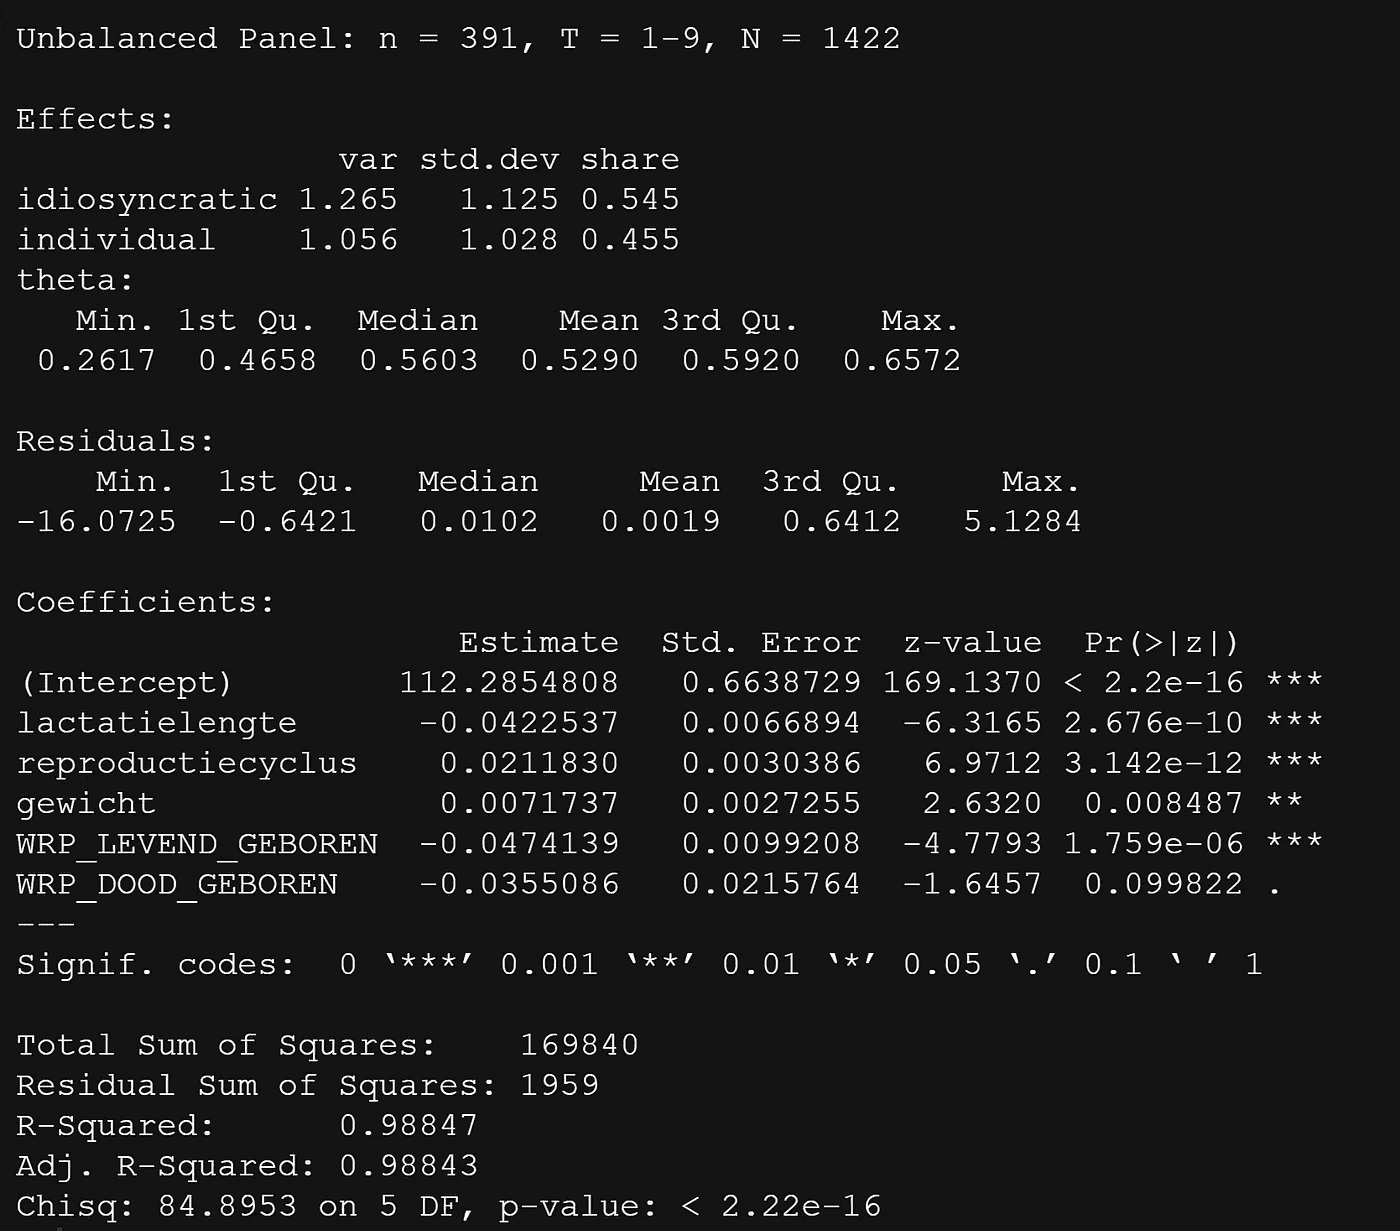 Unbalanced Panel: n = 391, T = 1-9, N = 1422
Effects:
var std.dev share
idiosyncratic 1.265 1.125 0.545
individual 1.056 1.028 0.455
theta:
Min. 1st Qu. Median Mean 3rd Qu. Max.
0.2617 0.4658 0.5603 0.5290 0.5920 0.6572
Residuals:
Min. 1st Qu. Median Mean 3rd Qu. Max.
-16.0725 -0.6421 0.0102 0.0019 0.6412 5.1284
Coefficients:
Estimate Std. Error z-value Pr(>|z|)
(Intercept) 112.2854808 0.6638729 169.1370 < 2.2e-16 ***
lactatielengte -0.0422537 0.0066894 -6.3165 2.676e-10 ***
reproductiecyclus 0.0211830 0.0030386 6.9712 3.142e-12 ***
gewicht 0.0071737 0.0027255 2.6320 0.008487 **
WRP_LEVEND_GEBOREN -0.0474139 0.0099208 -4.7793 1.759e-06 ***
WRP_DOOD_GEBOREN -0.0355086 0.0215764 -1.6457 0.099822 .
---
Signif. codes: 0 ‘***’ 0.001 ‘**’ 0.01 ‘*’ 0.05 ‘.’ 0.1 ‘ ’ 1
Total Sum of Squares: 169840
Residual Sum of Squares: 1959
R-Squared: 0.98847
Adj. R-Squared: 0.98843
Chisq: 84.8953 on 5 DF, p-value: < 2.22e-16